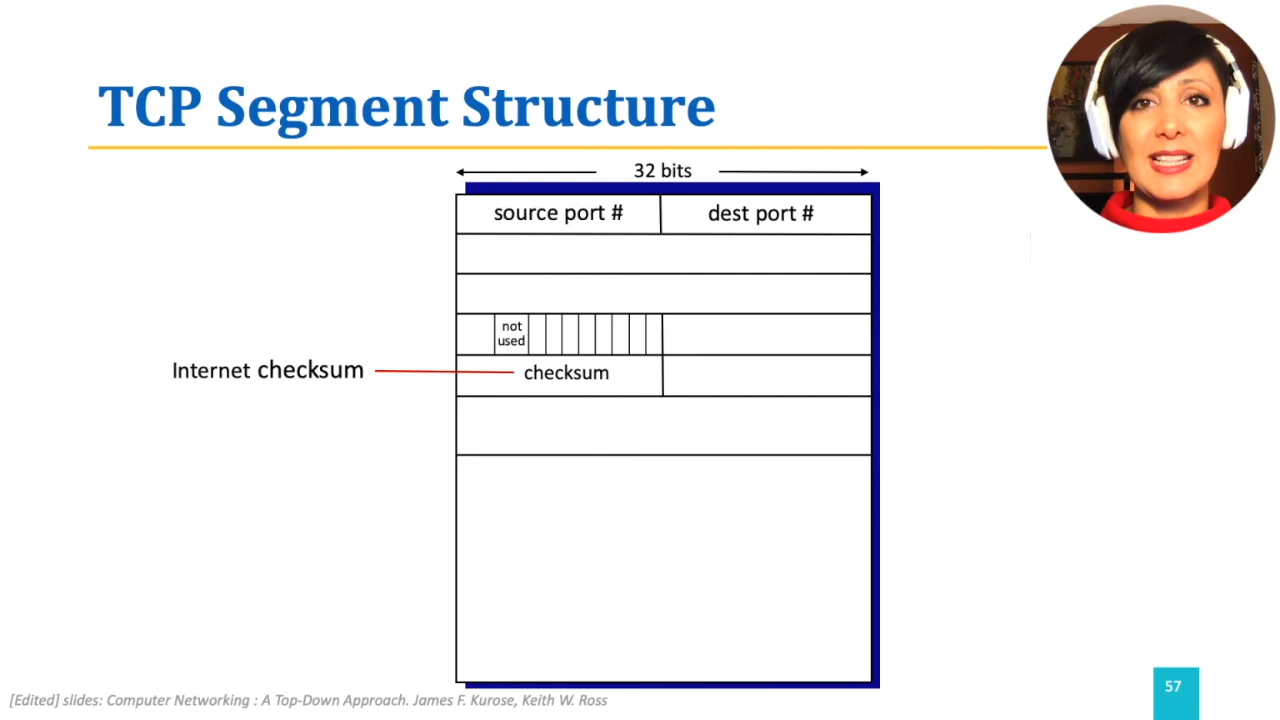 TCP Segment Structure
32 bits
source port #
dest port #
not
used
Internet checksum
checksum
[Edited] slides: Computer Networking : A Top-Down Approach. James F. Kurose, Keith W. Ross
57